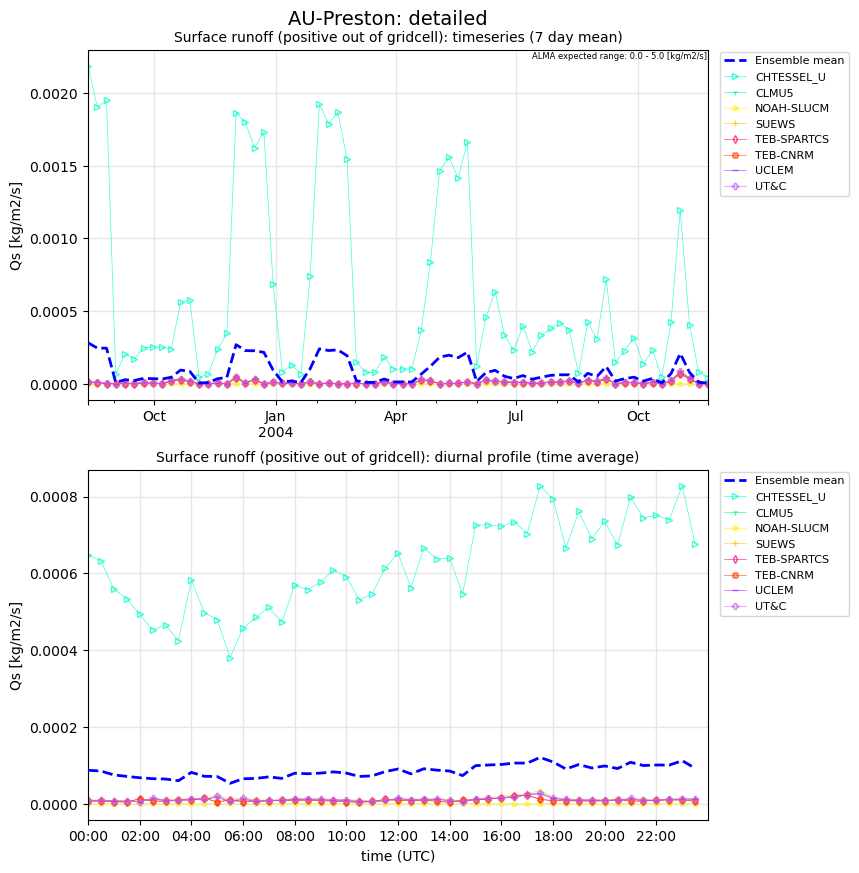 AU-Preston: detailed
Surface runoff (positive out of gridcell): timeseries (7 day mean)
ALMA expected range: 0.0 - 5.0 [kg/m2/s]
Qs [kg/m2/s]
0.0020
0.0015
0.0010
0.0005
0.0000
Oct
Jan
2004
Apr
Jul
Oct
Ensemble mean
CHTESSEL_U
CLMU5
NOAH-SLUCM
SUEWS
TEB-SPARTCS
TEB-CNRM
UCLEM
UT&C
Surface runoff (positive out of gridcell): diurnal profile (time average)
Qs [kg/m2/s]
0.0008
0.0006
0.0004
0.0002
0.0000
00:00
02:00
04:00
06:00
08:00
10:00
12:00
14:00
16:00
18:00
20:00
22:00
time (UTC)
Ensemble mean
CHTESSEL_U
CLMU5
NOAH-SLUCM
SUEWS
TEB-SPARTCS
TEB-CNRM
UCLEM
UT&C